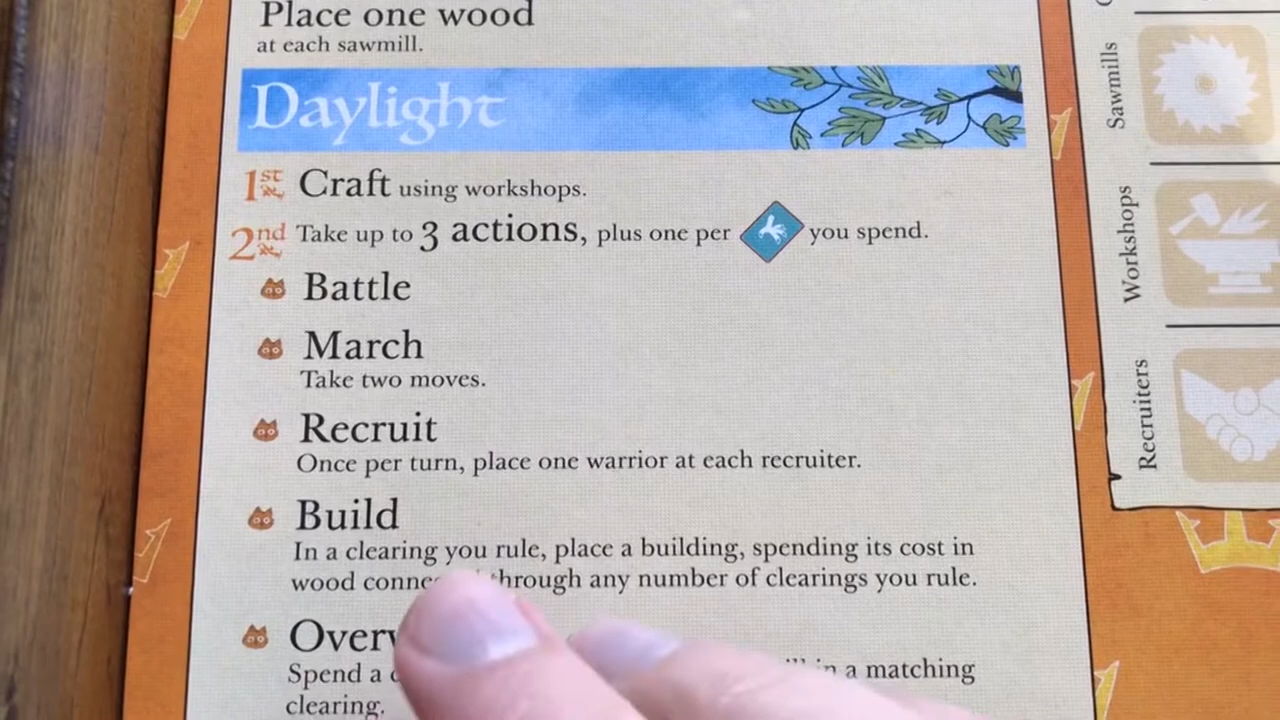 Place one wood
at each sawmill.
Daylight
1st Craft using workshops.
2nd Take up to 3 actions, plus one per you spend.
Battle
March
Take two moves.
Recruit
Once per turn, place one warrior at each recruiter.
Build
In a clearing you rule, place a building, spending its cost in
wood through any number of clearings you rule.
Spend a in a matching
clearing.
Sawmills
Workshops
Recruiters